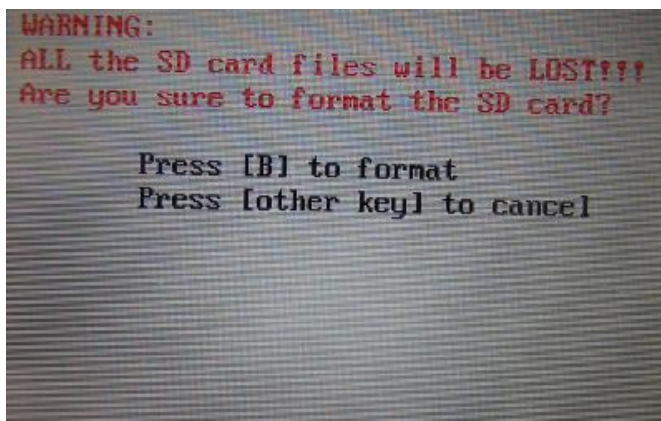 WARNING:
ALL the SD card files will be LOST!!!
Are you sure to format the SD card?
Press [B] to format
Press [other key] to cancel